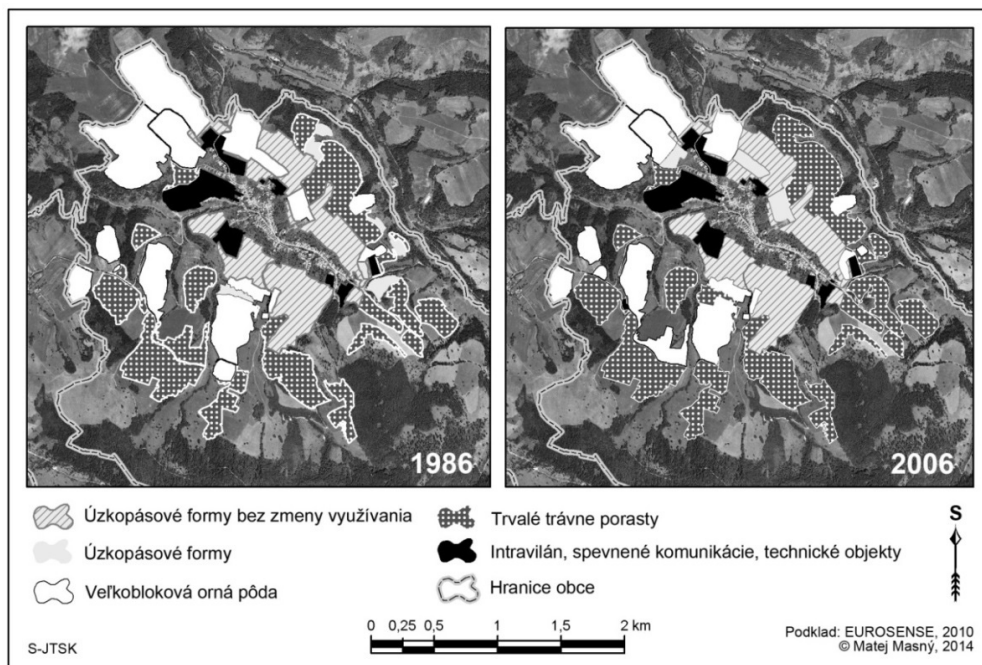 1986
2006
Úzkopásové formy bez zmeny využívania
Úzkopásové formy
Veľkobloková orná pôda
Trvalé trávne porasty
Intravilán, spevnené komunikácie, technické objekty
Hranice obce
S
0 0,25 0,5 1 1,5 2 km
S-JTSK
Podklad: EUROSENSE, 2010
© Matej Masný, 2014